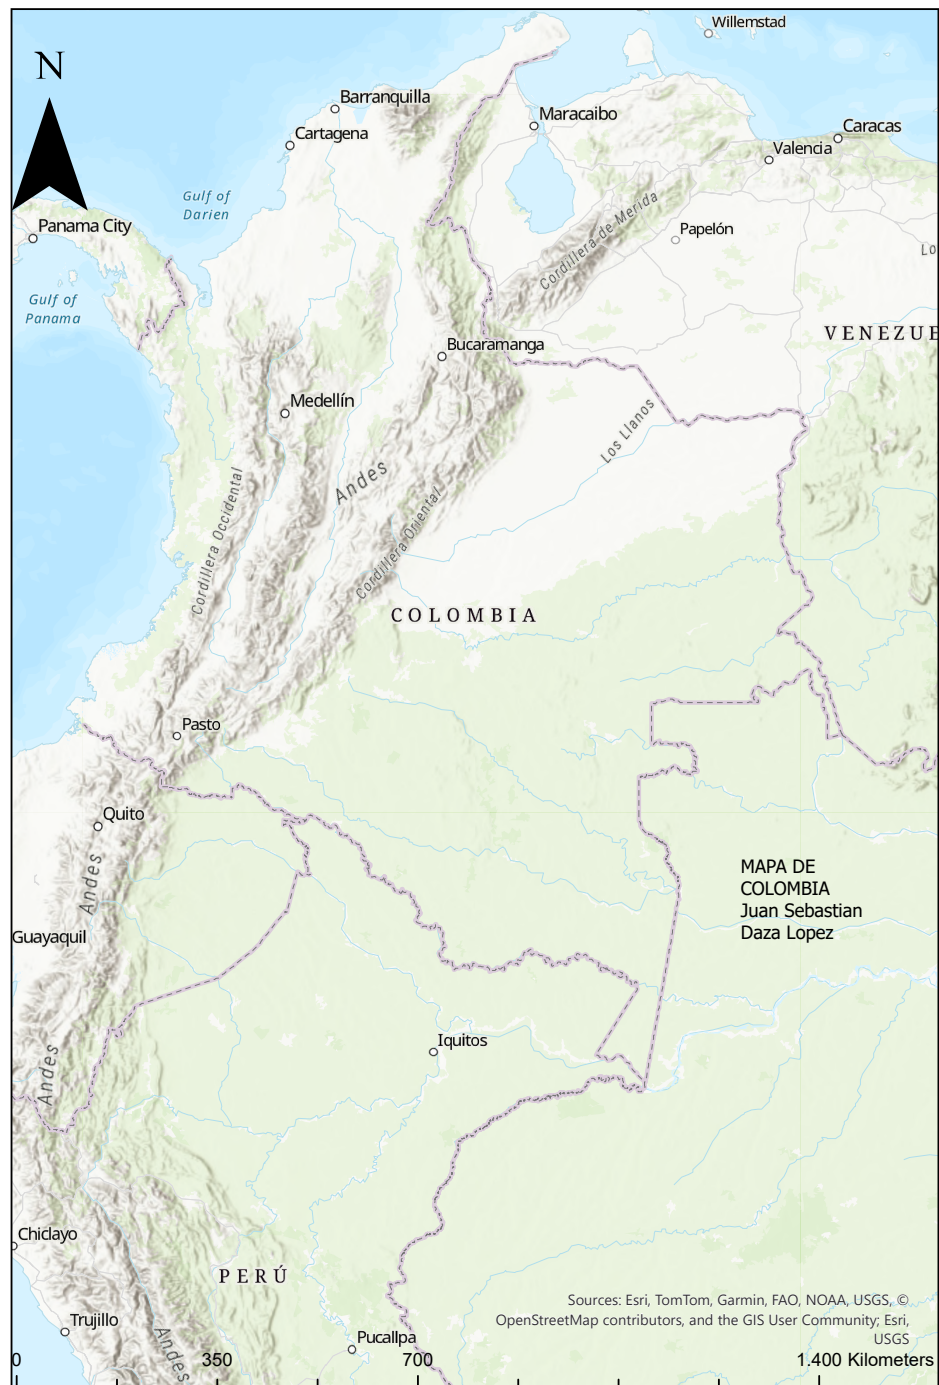 Willemstad
N
Barranquilla
Maracaibo
Cartagena
Caracas
Valencia
Gulf of
Darien
Cordillera de Merida
Panama City
Papelón
Lo
Gulf of
Panama
VENEZUE
Bucaramanga
Medellín
Los Llanos
Andes
Cordillera Occidental
Cordillera Oriental
COLOMBIA
Pasto
Quito
Andes
MAPA DE
COLOMBIA
Juan Sebastian
Daza Lopez
Guayaquil
Iquitos
Andes
Chiclayo
PERÚ
Sources: Esri, TomTom, Garmin, FAO, NOAA, USGS, ©
OpenStreetMap contributors, and the GIS User Community; Esri,
USGS
Trujillo
Andes
Pucallpa
0 350 700 1.400 Kilometers